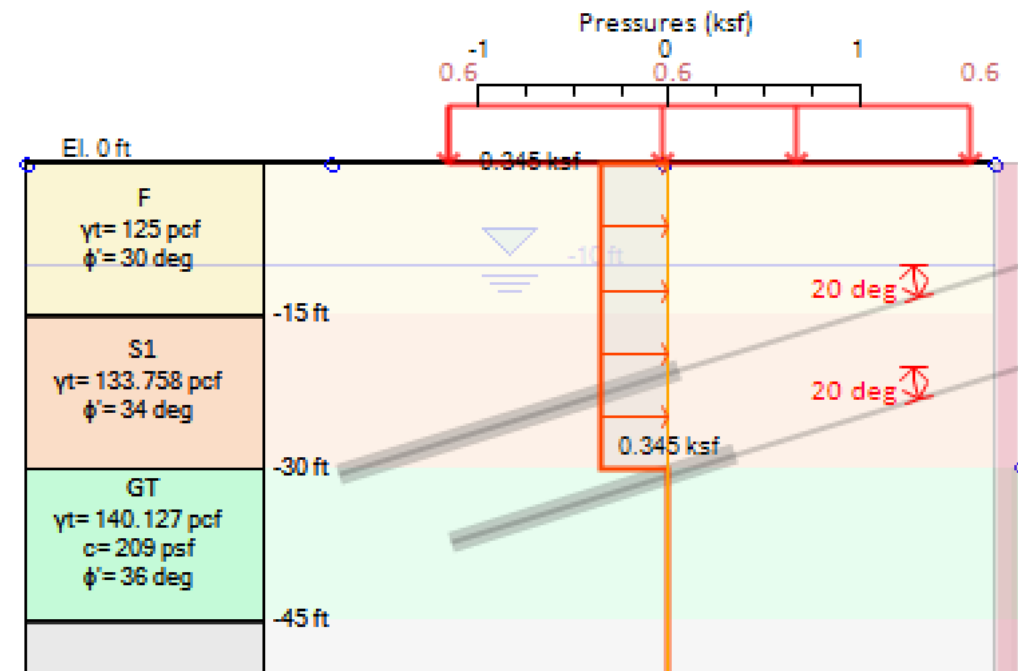 Pressures (ksf)
-1 0 1
0.6 0.6 0.6
El. 0 ft
0.345 ksf
F
γt= 125 pcf
ϕ'= 30 deg
-10 ft
20 deg
-15 ft
S1
γt= 133.758 pcf
ϕ'= 34 deg
20 deg
0.345 ksf
-30 ft
GT
γt= 140.127 pcf
c= 209 psf
ϕ'= 36 deg
-45 ft